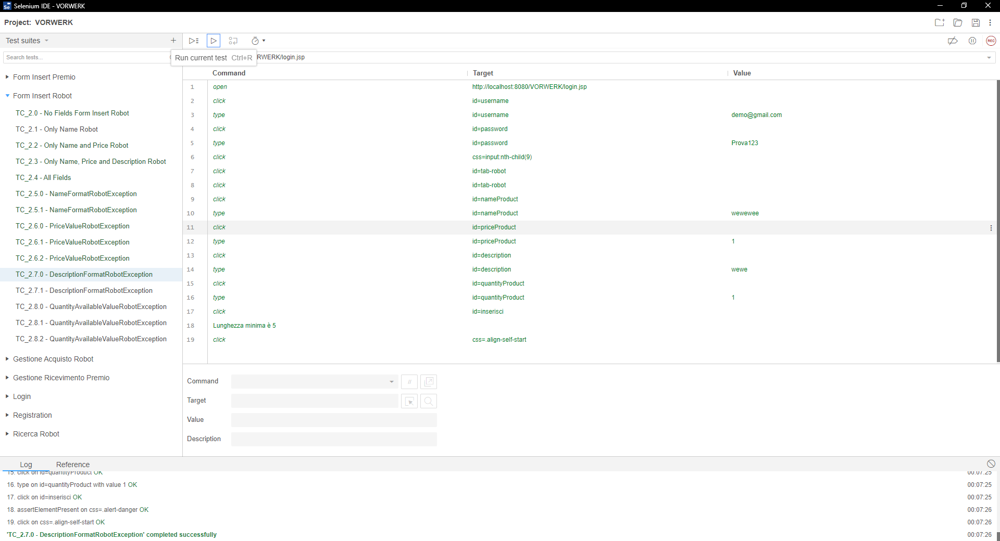 Selenium IDE - VORWERK
Project: VORWERK
Test suites
Search tests...
Run current test Ctrl+R
RWERK/login.jsp
REC
Form Insert Premio
Form Insert Robot
TC_2.0 - No Fields Form Insert Robot
TC_2.1 - Only Name Robot
TC_2.2 - Only Name and Price Robot
TC_2.3 - Only Name, Price and Description Robot
TC_2.4 - All Fields
TC_2.5.0 - NameFormatRobotException
TC_2.5.1 - NameFormatRobotException
TC_2.6.0 - PriceValueRobotException
TC_2.6.1 - PriceValueRobotException
TC_2.6.2 - PriceValueRobotException
TC_2.7.0 - DescriptionFormatRobotException
TC_2.7.1 - DescriptionFormatRobotException
TC_2.8.0 - QuantityAvailableValueRobotException
TC_2.8.1 - QuantityAvailableValueRobotException
TC_2.8.2 - QuantityAvailableValueRobotException
Gestione Acquisto Robot
Gestione Ricevimento Premio
Login
Registration
Ricerca Robot
Command Target Value
1 open http://localhost:8080/VORWERK/login.jsp
2 click id=username
3 type id=username demo@gmail.com
4 click id=password
5 type id=password Prova123
6 click css=input:nth-child(9)
7 click id=tab-robot
8 click id=tab-robot
9 click id=nameProduct
10 type id=nameProduct wewewee
11 click id=priceProduct
12 type id=priceProduct 1
13 click id=description
14 type id=description wewe
15 click id=quantityProduct
16 type id=quantityProduct 1
17 click id=inserisci
18 Lunghezza minima è 5
19 click css=.align-self-start
Command //
Target
Value
Description
Log Reference
15. click on id=quantityProduct OK 00:07:25
16. type on id=quantityProduct with value 1 OK 00:07:25
17. click on id=inserisci OK 00:07:25
18. assertElementPresent on css=.alert-danger OK 00:07:26
19. click on css=.align-self-start OK 00:07:26
'TC_2.7.0 - DescriptionFormatRobotException' completed successfully 00:07:26